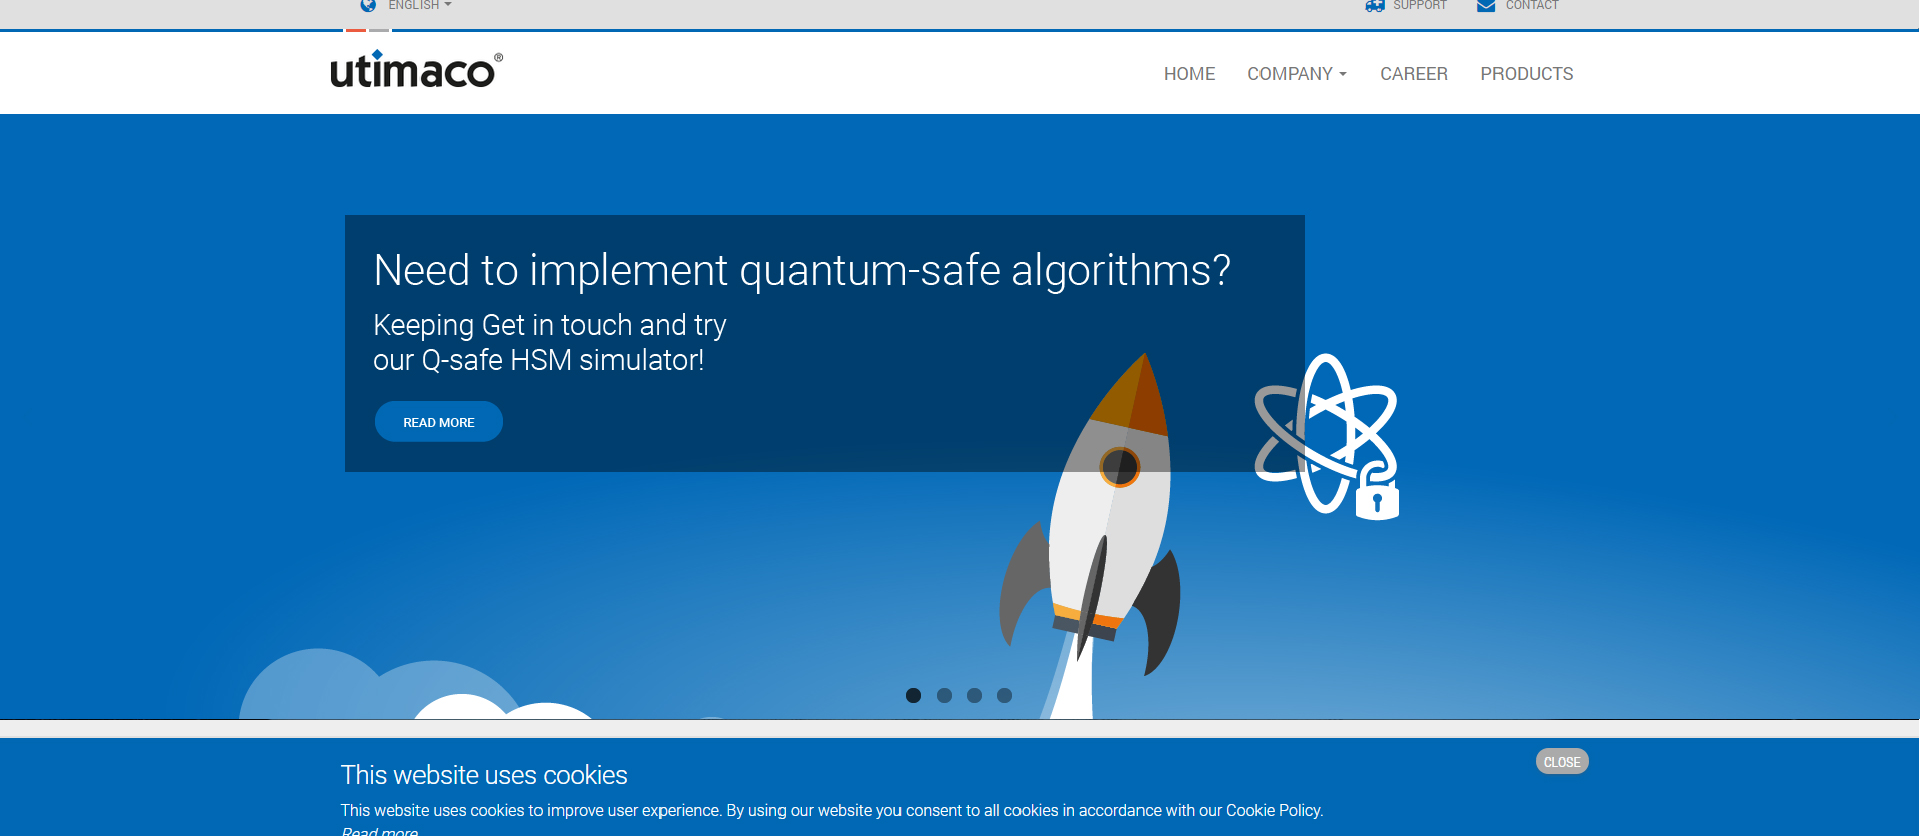 ENGLISH
SUPPORT
CONTACT
utimaco®
HOME
COMPANY
CAREER
PRODUCTS
Need to implement quantum-safe algorithms?
Keeping Get in touch and try
our Q-safe HSM simulator!
READ MORE
CLOSE
This website uses cookies
This website uses cookies to improve user experience. By using our website you consent to all cookies in accordance with our Cookie Policy.
Read more